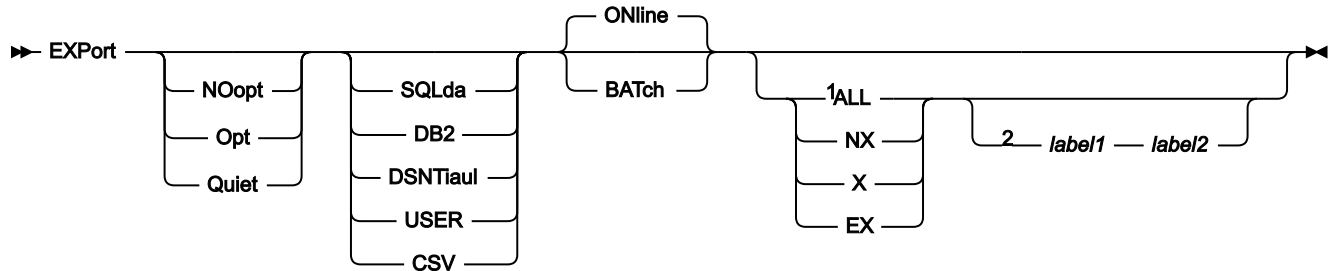 ONline
EXPort
NOopt
Opt
Quiet
SQLda
DB2
DSNTiaul
USER
CSV
BATch
1ALL
NX
X
EX
2 label1 label2